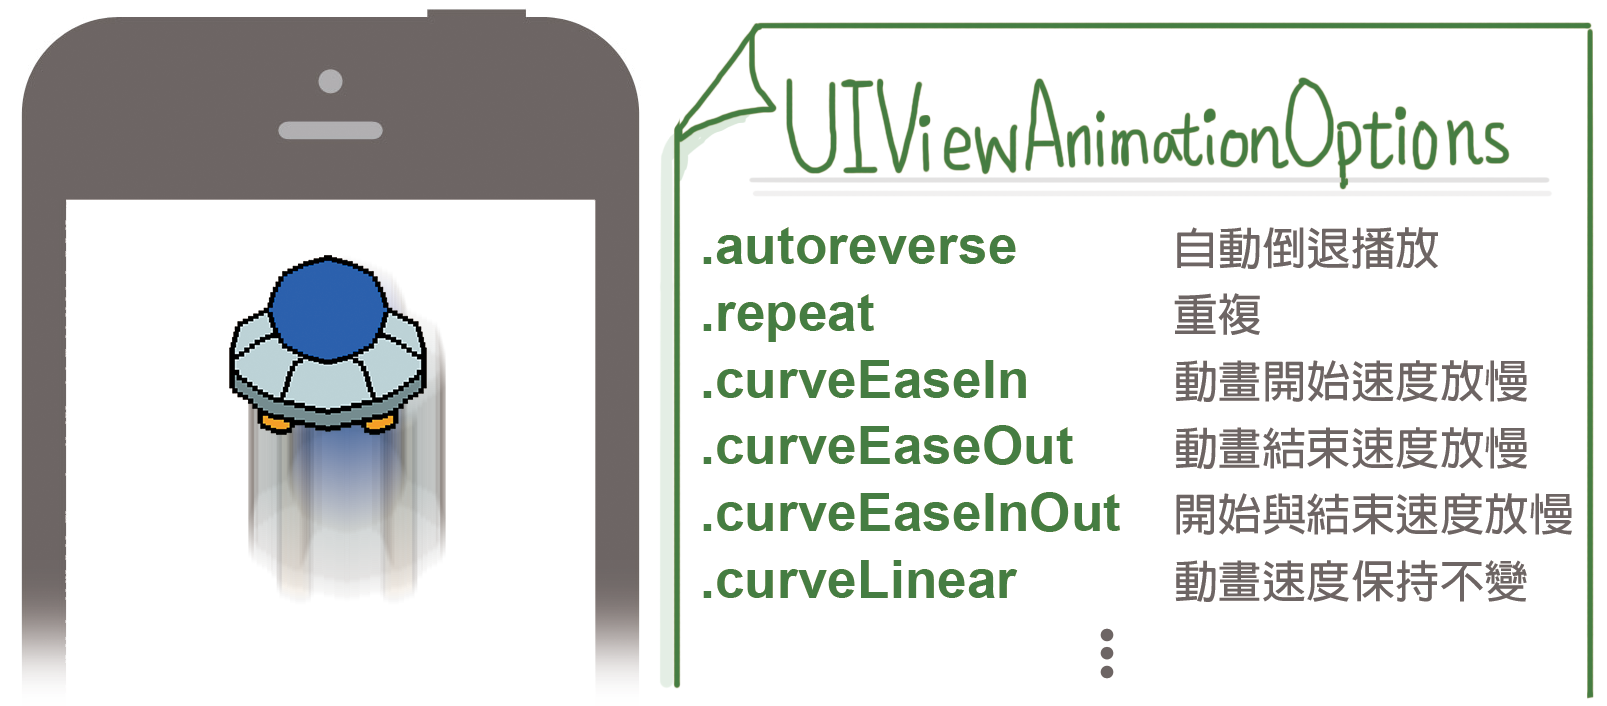 UIViewAnimationOptions
.autoreverse 自動倒退播放
.repeat 重複
.curveEaseIn 動畫開始速度放慢
.curveEaseOut 動畫結束速度放慢
.curveEaseInOut 開始與結束速度放慢
.curveLinear 動畫速度保持不變